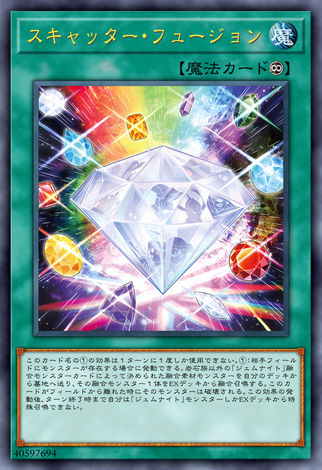 スキャッター・フュージョン 魔
【魔法カード∞】
このカード名の①の効果は1ターンに1度しか使用できない。①:相手フィール
ドにモンスターが存在する場合に発動できる。岩石族以外の「ジェムナイト」融
合モンスターカードによって決められた融合素材モンスターを自分のデッキか
ら墓地へ送り、その融合モンスター1体をEXデッキから融合召喚する。このカ
ードがフィールドから離れた時にそのモンスターは破壊される。この効果の発
動後、ターン終了時まで自分は「ジェムナイト」モンスターしかEXデッキから特
殊召喚できない。
40597694